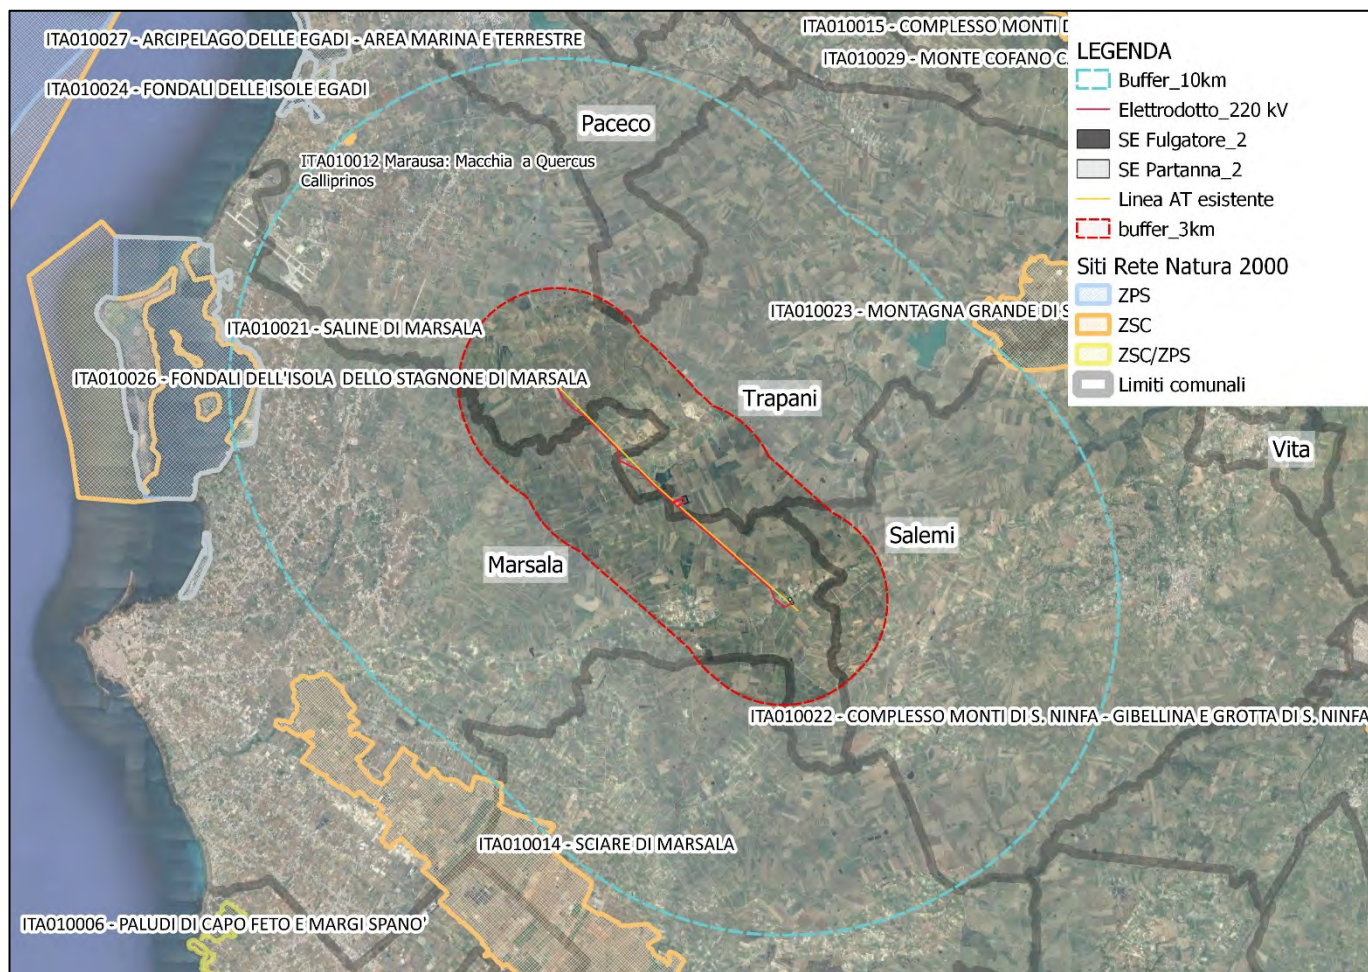 ITA010027 - ARCIPELAGO DELLE EGADI - AREA MARINA E TERRESTRE
ITA010015 - COMPLESSO MONTI D
ITA010029 - MONTE COFANO C
ITA010024 - FONDALI DELLE ISOLE EGADI
Paceco
ITA010012 Marausa: Macchia a Quercus
Calliprinos
ITA010021 - SALINE DI MARSALA
ITA010023 - MONTAGNA GRANDE DI S
ITA010026 - FONDALI DELL'ISOLA DELLO STAGNONE DI MARSALA
Trapani
Vita
Salemi
Marsala
ITA010022 - COMPLESSO MONTI DI S. NINFA - GIBELLINA E GROTTA DI S. NINFA
ITA010014 - SCIARE DI MARSALA
ITA010006 - PALUDI DI CAPO FETO E MARGI SPANO'
LEGENDA
Buffer_10km
Elettrodotto_220 kV
SE Fulgatore_2
SE Partanna_2
Linea AT esistente
buffer_3km
Siti Rete Natura 2000
ZPS
ZSC
ZSC/ZPS
Limiti comunali